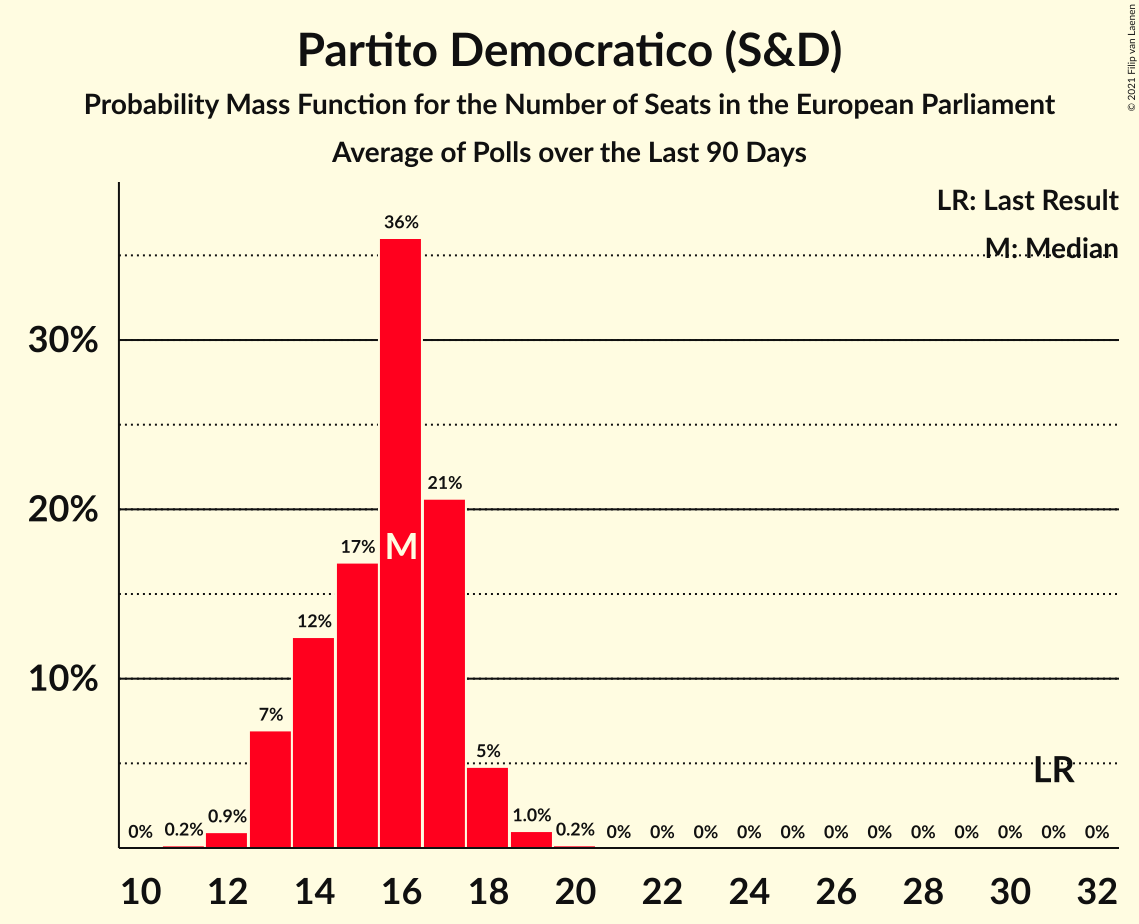 Partito Democratico (S&D)
Probability Mass Function for the Number of Seats in the European Parliament
Average of Polls over the Last 90 Days
© 2021 Filip van Laenen
LR: Last Result
M: Median
36%
30%
21%
20%
17%
M
12%
10%
7%
5%
LR
0% 0.2% 0.9% 1.0% 0.2% 0% 0% 0% 0% 0% 0% 0% 0% 0% 0% 0% 0%
10 12 14 16 18 20 22 24 26 28 30 32